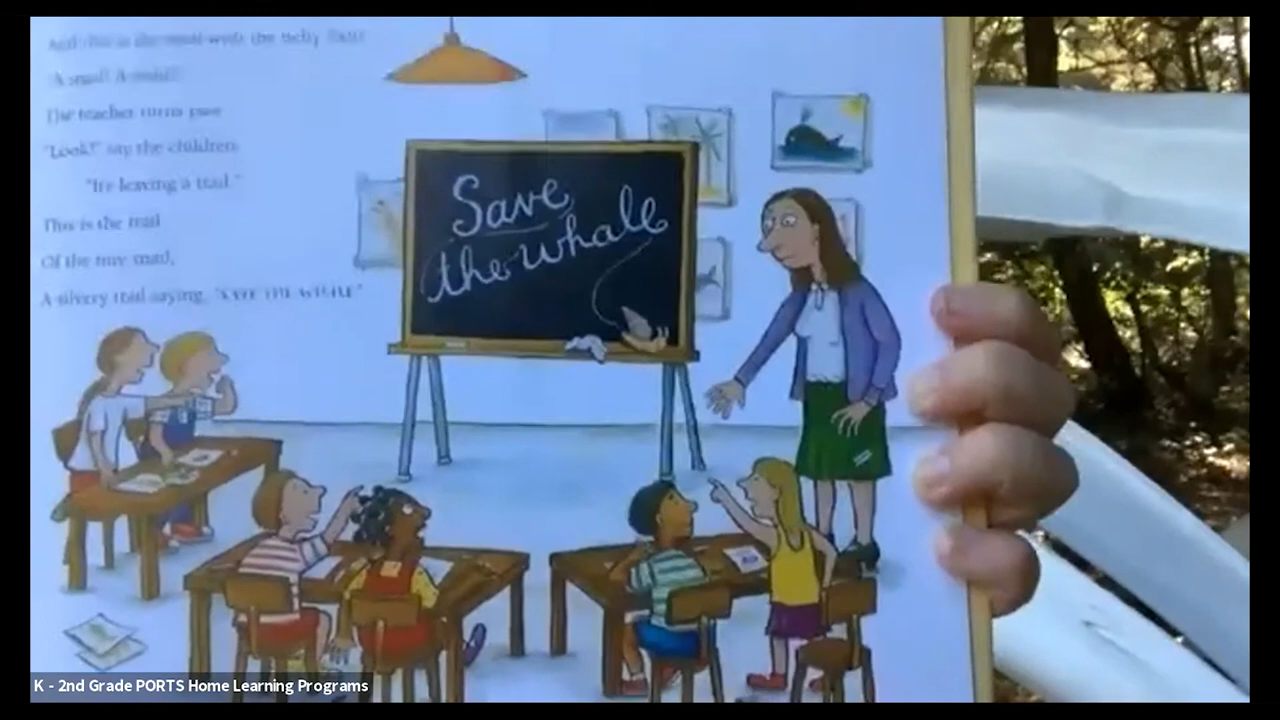 "A snail! A snail!"
The teacher turns pale.
"Look!" say the children,
"It's leaving a trail."
This is the trail
Of the tiny snail,
A silvery trail saying, "SAVE THE WHALE"
Save
the whale
K - 2nd Grade PORTS Home Learning Programs